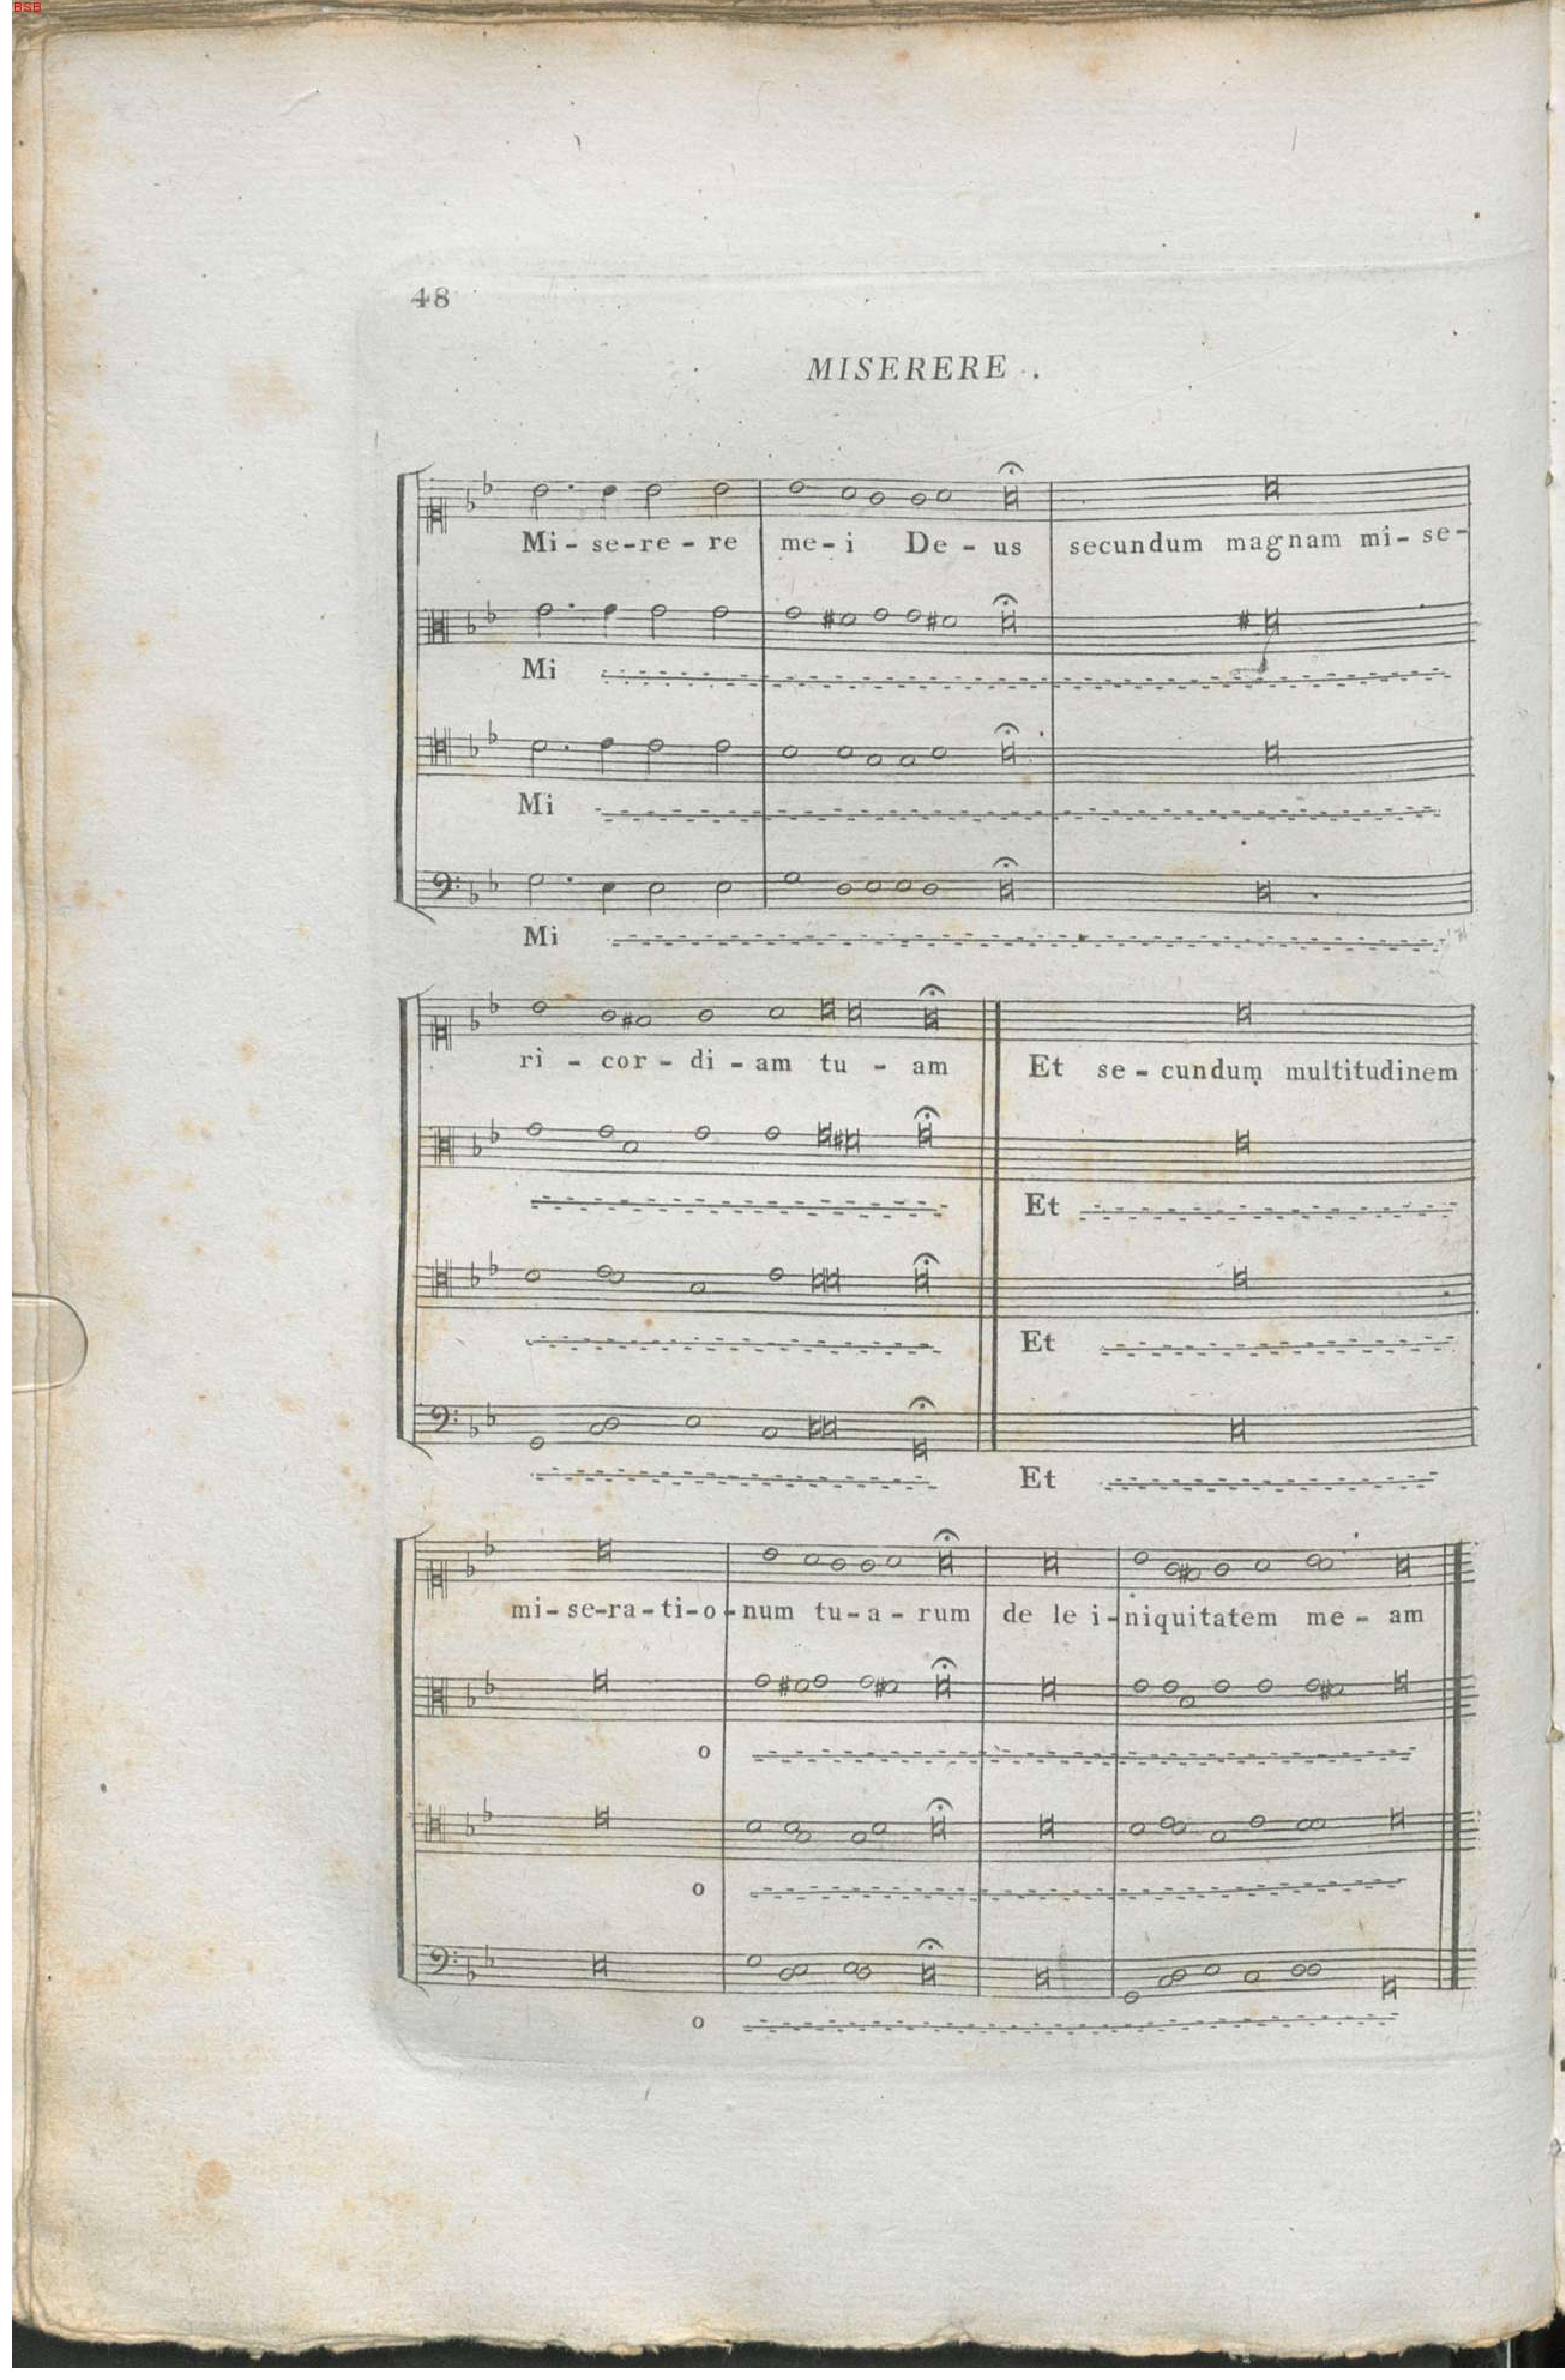 BSB
48
MISERERE .
Mi - se-re - re me - i De - us secundum magnam mi - se-
Mi
Mi
Mi
ri - cor - di - am tu - am Et se - cundum multitudinem
Et
Et
Et
mi - se-ra - ti-o - num tu - a - rum de le i-niquitatem me - am
o
o
o